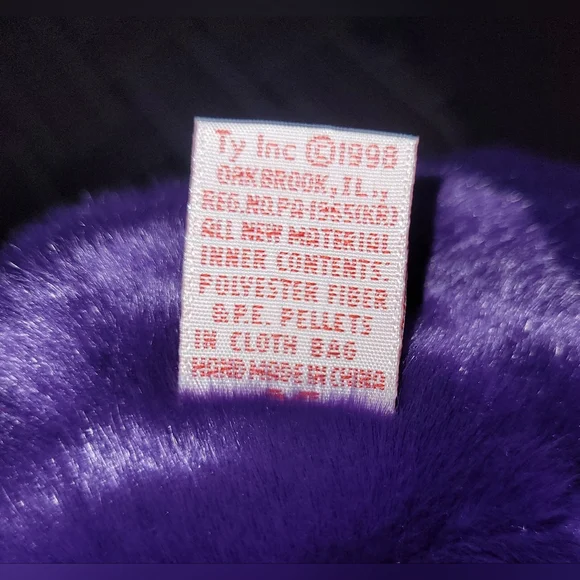 Ty Inc ©1998
OAKBROOK, IL.,
REG.NO.PA 1965(KR)
ALL NEW MATERIAL
INNER CONTENTS:
POLYESTER FIBER
& P.E. PELLETS
IN CLOTH BAG
HAND MADE IN CHINA